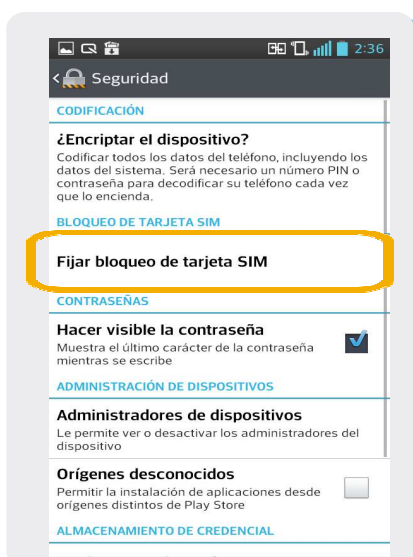 2:36
Seguridad
CODIFICACIÓN
¿Encriptar el dispositivo?
Codificar todos los datos del teléfono, incluyendo los
datos del sistema. Será necesario un número PIN o
contraseña para decodificar su teléfono cada vez
que lo encienda.
BLOQUEO DE TARJETA SIM
Fijar bloqueo de tarjeta SIM
CONTRASEÑAS
Hacer visible la contraseña
Muestra el último carácter de la contraseña
mientras se escribe
ADMINISTRACIÓN DE DISPOSITIVOS
Administradores de dispositivos
Le permite ver o desactivar los administradores del
dispositivo
Orígenes desconocidos
Permitir la instalación de aplicaciones desde
orígenes distintos de Play Store
ALMACENAMIENTO DE CREDENCIAL